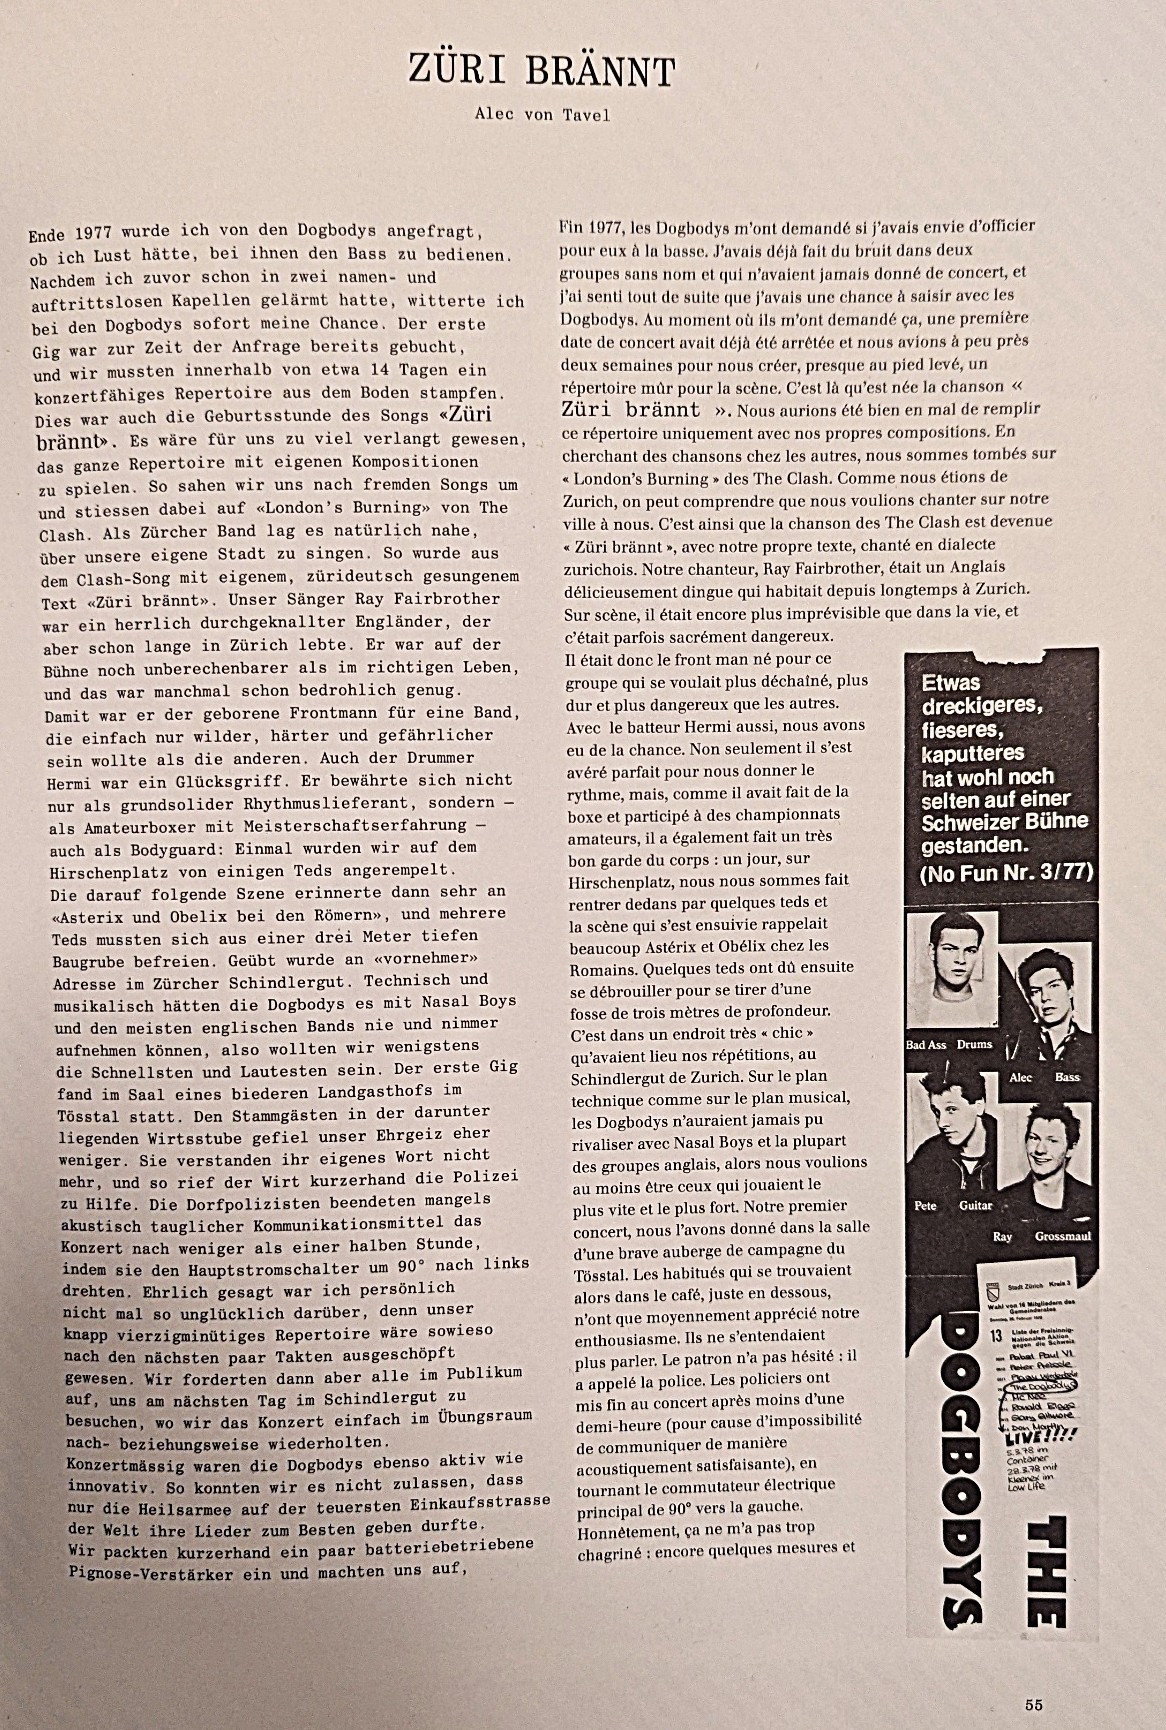 ZÜRI BRÄNNT
Alec von Tavel
Ende 1977 wurde ich von den Dogbodys angefragt,
ob ich Lust hätte, bei ihnen den Bass zu bedienen.
Nachdem ich zuvor schon in zwei namen- und
auftrittslosen Kapellen gelärmt hatte, witterte ich
bei den Dogbodys sofort meine Chance. Der erste
Gig war zur Zeit der Anfrage bereits gebucht,
und wir mussten innerhalb von etwa 14 Tagen ein
konzertfähiges Repertoire aus dem Boden stampfen.
Dies war auch die Geburtsstunde des Songs «Züri
brännt». Es wäre für uns zu viel verlangt gewesen,
das ganze Repertoire mit eigenen Kompositionen
zu spielen. So sahen wir uns nach fremden Songs um
und stiessen dabei auf «London's Burning» von The
Clash. Als Zürcher Band lag es natürlich nahe,
über unsere eigene Stadt zu singen. So wurde aus
dem Clash-Song mit eigenem, zürideutsch gesungenem
Text «Züri brännt». Unser Sänger Ray Fairbrother
war ein herrlich durchgeknallter Engländer, der
aber schon lange in Zürich lebte. Er war auf der
Bühne noch unberechenbarer als im richtigen Leben,
und das war manchmal schon bedrohlich genug.
Damit war er der geborene Frontmann für eine Band,
die einfach nur wilder, härter und gefährlicher
sein wollte als die anderen. Auch der Drummer
Hermi war ein Glücksgriff. Er bewährte sich nicht
nur als grundsolider Rhythmuslieferant, sondern –
als Amateurboxer mit Meisterschaftserfahrung –
auch als Bodyguard: Einmal wurden wir auf dem
Hirschenplatz von einigen Teds angerempelt.
Die darauf folgende Szene erinnerte dann sehr an
«Asterix und Obelix bei den Römern», und mehrere
Teds mussten sich aus einer drei Meter tiefen
Baugrube befreien. Geübt wurde an «vornehmer»
Adresse im Zürcher Schindlergut. Technisch und
musikalisch hätten die Dogbodys es mit Nasal Boys
und den meisten englischen Bands nie und nimmer
aufnehmen können, also wollten wir wenigstens
die Schnellsten und Lautesten sein. Der erste Gig
fand im Saal eines biederen Landgasthofs im
Tösstal statt. Den Stammgästen in der darunter
liegenden Wirtsstube gefiel unser Ehrgeiz eher
weniger. Sie verstanden ihr eigenes Wort nicht
mehr, und so rief der Wirt kurzerhand die Polizei
zu Hilfe. Die Dorfpolizisten beendeten mangels
akustisch tauglicher Kommunikationsmittel das
Konzert nach weniger als einer halben Stunde,
indem sie den Hauptstromschalter um 90° nach links
drehten. Ehrlich gesagt war ich persönlich
nicht mal so unglücklich darüber, denn unser
knapp vierzigminütiges Repertoire wäre sowieso
nach den nächsten paar Takten ausgeschöpft
gewesen. Wir forderten dann aber alle im Publikum
auf, uns am nächsten Tag im Schindlergut zu
besuchen, wo wir das Konzert einfach im Übungsraum
nach- beziehungsweise wiederholten.
Konzertmässig waren die Dogbodys ebenso aktiv wie
innovativ. So konnten wir es nicht zulassen, dass
nur die Heilsarmee auf der teuersten Einkaufsstrasse
der Welt ihre Lieder zum Besten geben durfte.
Wir packten kurzerhand ein paar batteriebetriebene
Pignose-Verstärker ein und machten uns auf,
Fin 1977, les Dogbodys m'ont demandé si j'avais envie d'officier
pour eux à la basse. J'avais déjà fait du bruit dans deux
groupes sans nom et qui n'avaient jamais donné de concert, et
j'ai senti tout de suite que j'avais une chance à saisir avec les
Dogbodys. Au moment où ils m'ont demandé ça, une première
date de concert avait déjà été arrêtée et nous avions à peu près
deux semaines pour nous créer, presque au pied levé, un
répertoire mûr pour la scène. C'est là qu'est née la chanson «
Züri brännt ». Nous aurions été bien en mal de remplir
ce répertoire uniquement avec nos propres compositions. En
cherchant des chansons chez les autres, nous sommes tombés sur
« London's Burning » des The Clash. Comme nous étions de
Zurich, on peut comprendre que nous voulions chanter sur notre
ville à nous. C'est ainsi que la chanson des The Clash est devenue
« Züri brännt », avec notre propre texte, chanté en dialecte
zurichois. Notre chanteur, Ray Fairbrother, était un Anglais
délicieusement dingue qui habitait depuis longtemps à Zurich.
Sur scène, il était encore plus imprévisible que dans la vie, et
c'était parfois sacrément dangereux.
Il était donc le front man né pour ce
groupe qui se voulait plus déchaîné, plus
dur et plus dangereux que les autres.
Avec le batteur Hermi aussi, nous avons
eu de la chance. Non seulement il s'est
avéré parfait pour nous donner le
rythme, mais, comme il avait fait de la
boxe et participé à des championnats
amateurs, il a également fait un très
bon garde du corps : un jour, sur
Hirschenplatz, nous nous sommes fait
rentrer dedans par quelques teds et
la scène qui s'est ensuivie rappelait
beaucoup Astérix et Obélix chez les
Romains. Quelques teds ont dû ensuite
se débrouiller pour se tirer d'une
fosse de trois mètres de profondeur.
C'est dans un endroit très « chic »
qu'avaient lieu nos répétitions, au
Schindlergut de Zurich. Sur le plan
technique comme sur le plan musical,
les Dogbodys n'auraient jamais pu
rivaliser avec Nasal Boys et la plupart
des groupes anglais, alors nous voulions
au moins être ceux qui jouaient le
plus vite et le plus fort. Notre premier
concert, nous l'avons donné dans la salle
d'une brave auberge de campagne du
Tösstal. Les habitués qui se trouvaient
alors dans le café, juste en dessous,
n'ont que moyennement apprécié notre
enthousiasme. Ils ne s'entendaient
plus parler. Le patron n'a pas hésité : il
a appelé la police. Les policiers ont
mis fin au concert après moins d'une
demi-heure (pour cause d'impossibilité
de communiquer de manière
acoustiquement satisfaisante), en
tournant le commutateur électrique
principal de 90° vers la gauche.
Honnêtement, ça ne m'a pas trop
chagriné : encore quelques mesures et
Etwas
dreckigeres,
fieseres,
kaputteres
hat wohl noch
selten auf einer
Schweizer Bühne
gestanden.
(No Fun Nr. 3/77)
Bad Ass Drums
Alec Bass
Pete Guitar
Ray Grossmaul
Stadt Zürich Kreis 3
Wahl von 16 Mitgliedern des
Gemeinderates
13 Liste der Freisinnig-
Nationalen Aktion
gegen die Schweiz
Pabst Paul VI.
The Dogbodys
Ronald Biggs
Gary Gilmore
Don Martin
LIVE!!!!
5.3.78 im
Container
28.3.78 mit
Kleenex im
Low Life
THE
DOGBODYS
55